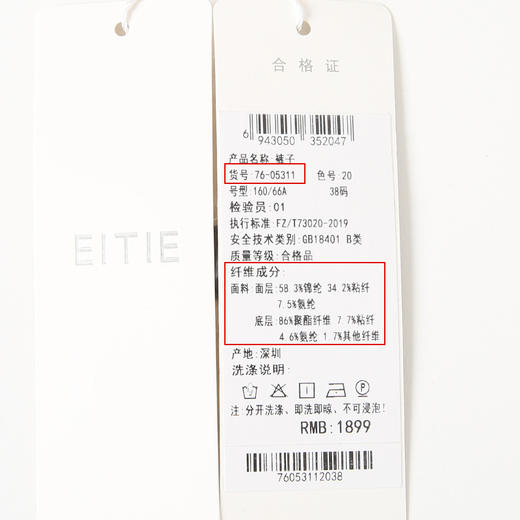 EITIE
合格证
6 943050 352047
产品名称:裤子
货号:76-05311 色号:20
号型:160/66A 38码
检验员:01
执行标准:FZ/T73020-2019
安全技术类别:GB18401 B类
质量等级:合格品
纤维成分:
面料:面层:58.3%锦纶 34.2%粘纤
7.5%氨纶
底层:86%聚酯纤维 7.7%粘纤
4.6%氨纶 1.7%其他纤维
产地:深圳
洗涤说明:
注:分开洗涤、即洗即晾、不可浸泡!
RMB:1899
76053112038